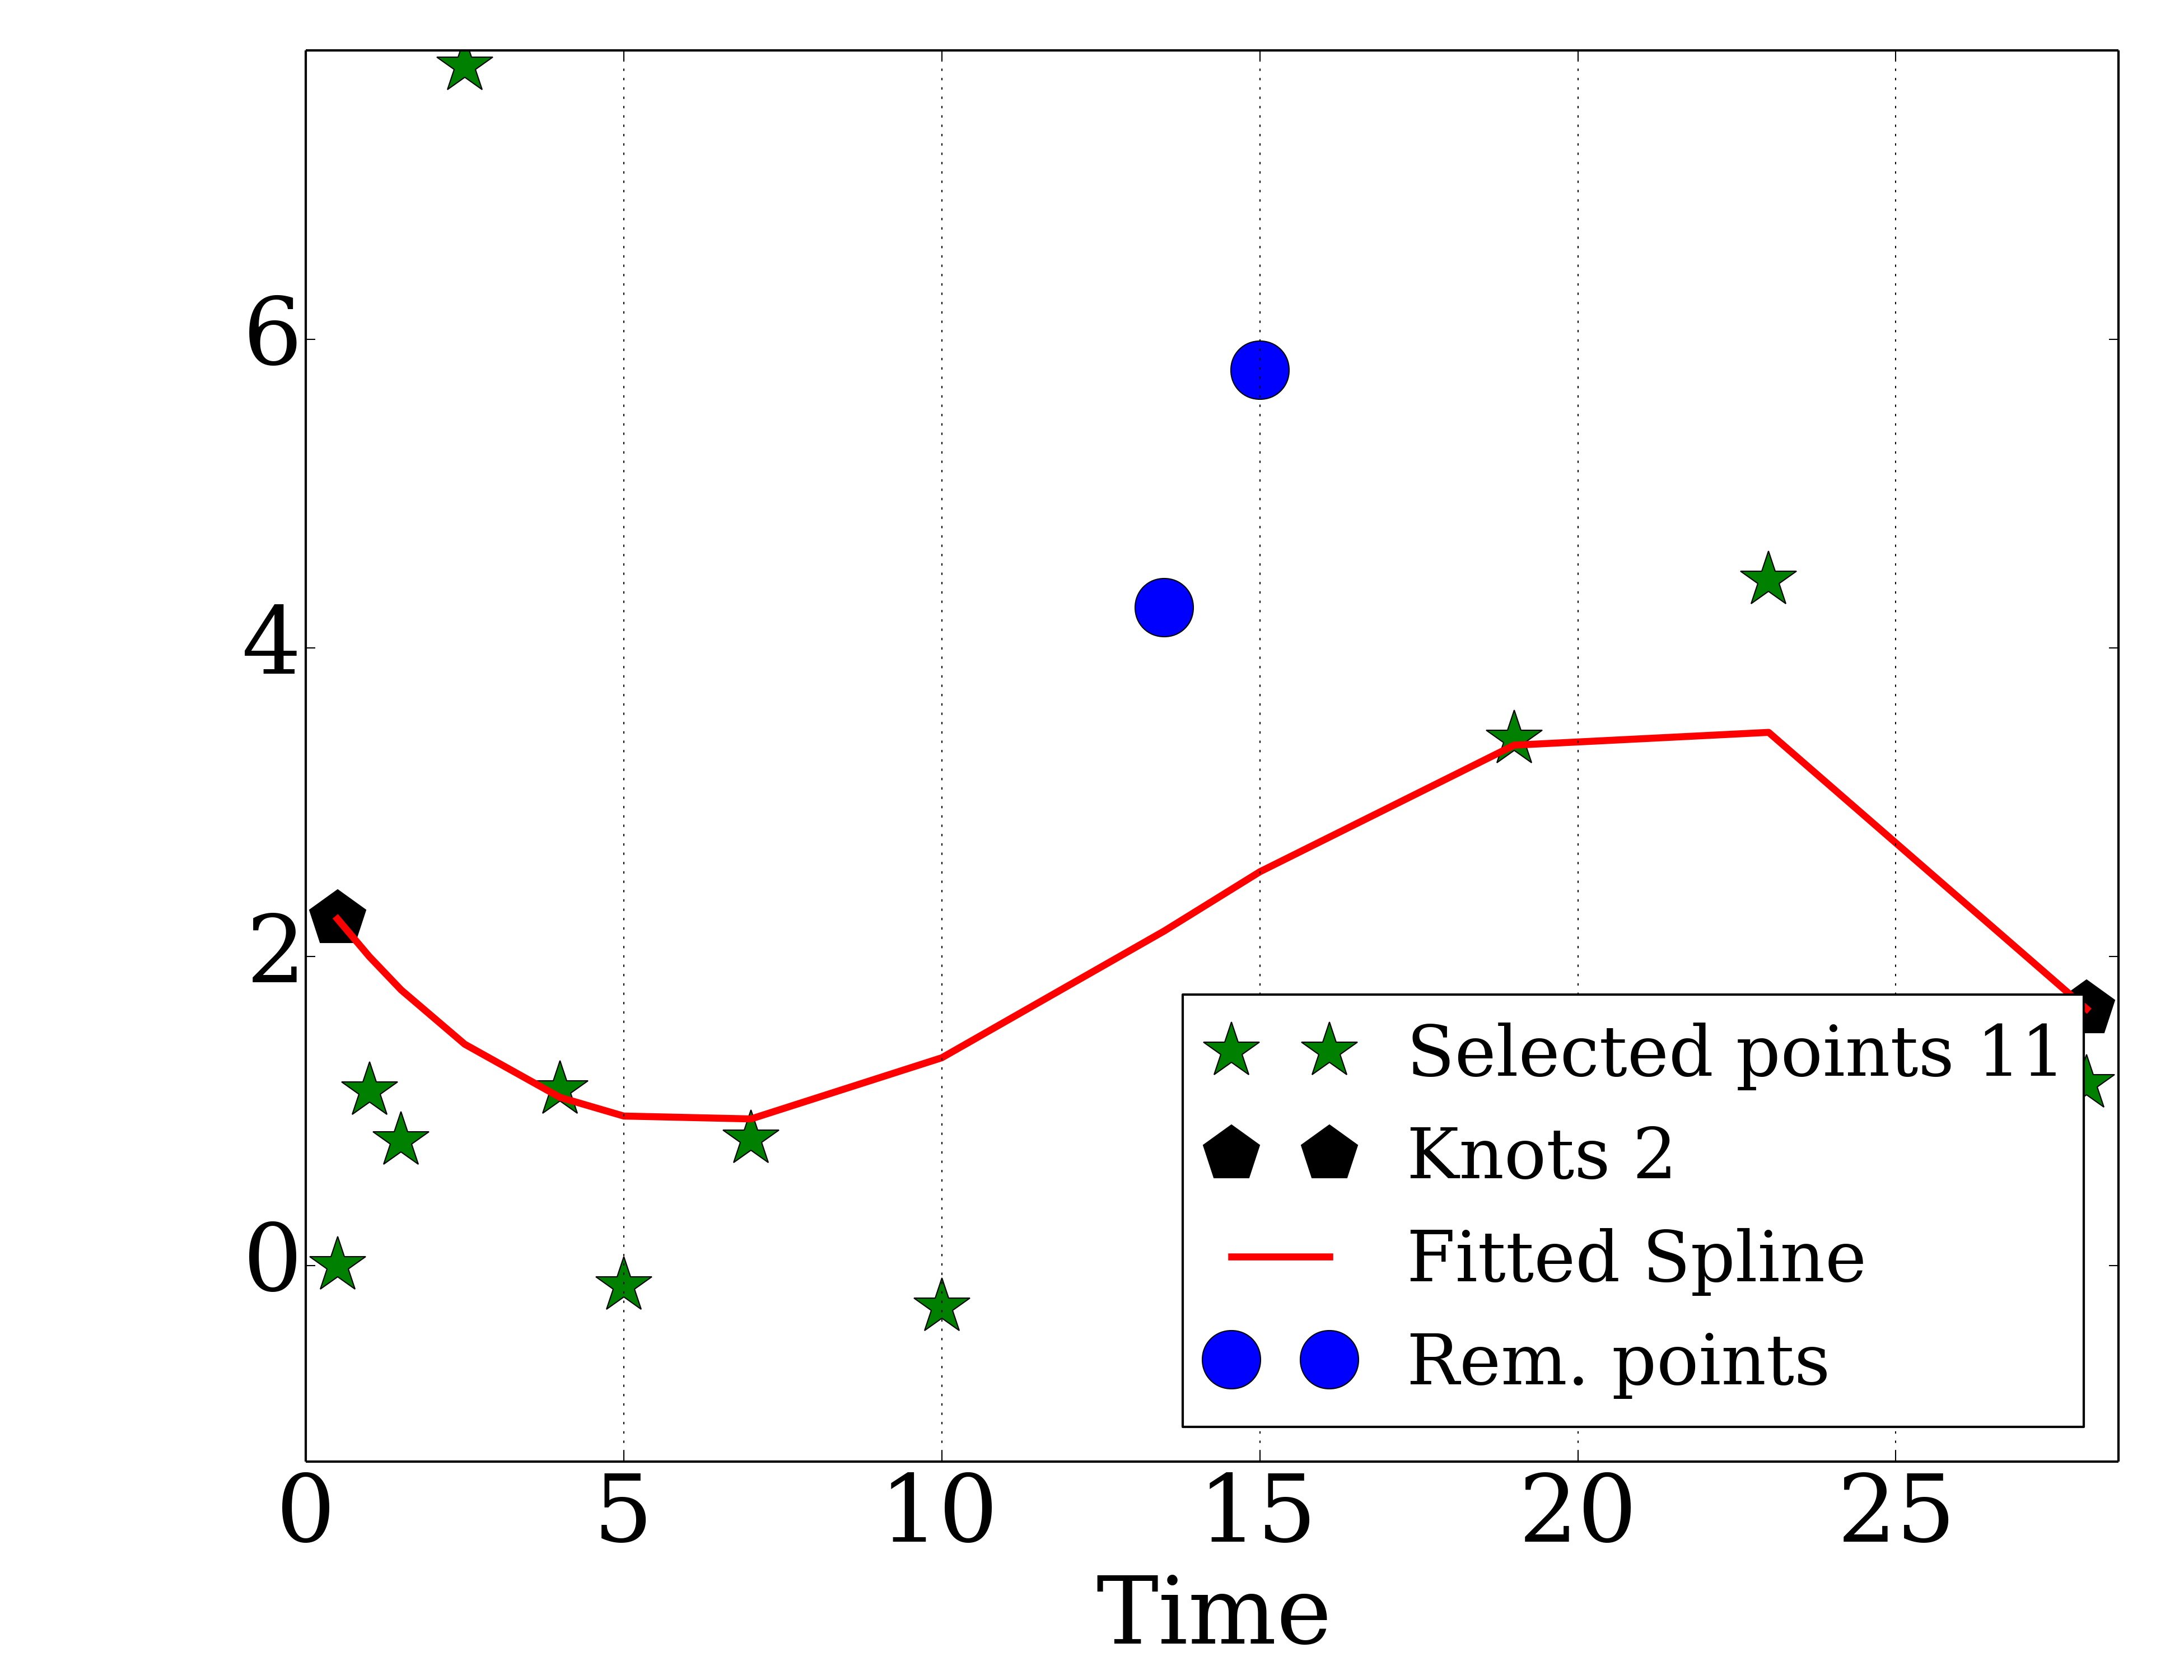 6
4
2
0
Selected points 11
Knots 2
Fitted Spline
Rem. points
0 5 10 15 20 25
Time